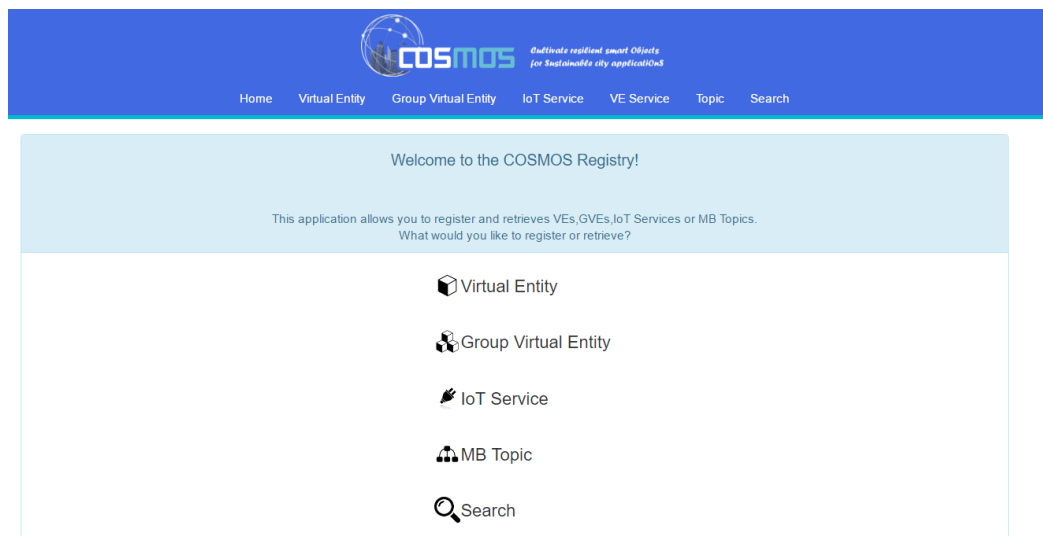 COSMOS
Cultivate resilient smart Objects
for Sustainable city applicatiOnS
Home Virtual Entity Group Virtual Entity IoT Service VE Service Topic Search
Welcome to the COSMOS Registry!
This application allows you to register and retrieves VEs,GVEs,IoT Services or MB Topics.
What would you like to register or retrieve?
Virtual Entity
Group Virtual Entity
IoT Service
MB Topic
Search